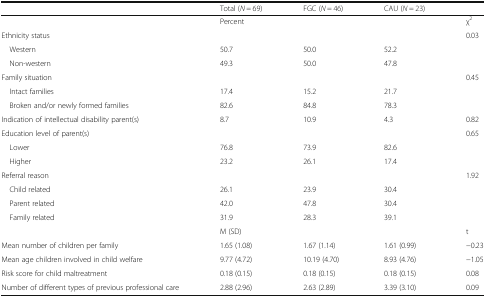 Total (N = 69) FGC (N = 46) CAU (N = 23)
Percent χ²
Ethnicity status 0.03
Western 50.7 50.0 52.2
Non-western 49.3 50.0 47.8
Family situation 0.45
Intact families 17.4 15.2 21.7
Broken and/or newly formed families 82.6 84.8 78.3
Indication of intellectual disability parent(s) 8.7 10.9 4.3 0.82
Education level of parent(s) 0.65
Lower 76.8 73.9 82.6
Higher 23.2 26.1 17.4
Referral reason 1.92
Child related 26.1 23.9 30.4
Parent related 42.0 47.8 30.4
Family related 31.9 28.3 39.1
M (SD) t
Mean number of children per family 1.65 (1.08) 1.67 (1.14) 1.61 (0.99) −0.23
Mean age children involved in child welfare 9.77 (4.72) 10.19 (4.70) 8.93 (4.76) −1.05
Risk score for child maltreatment 0.18 (0.15) 0.18 (0.15) 0.18 (0.15) 0.08
Number of different types of previous professional care 2.88 (2.96) 2.63 (2.89) 3.39 (3.10) 0.09